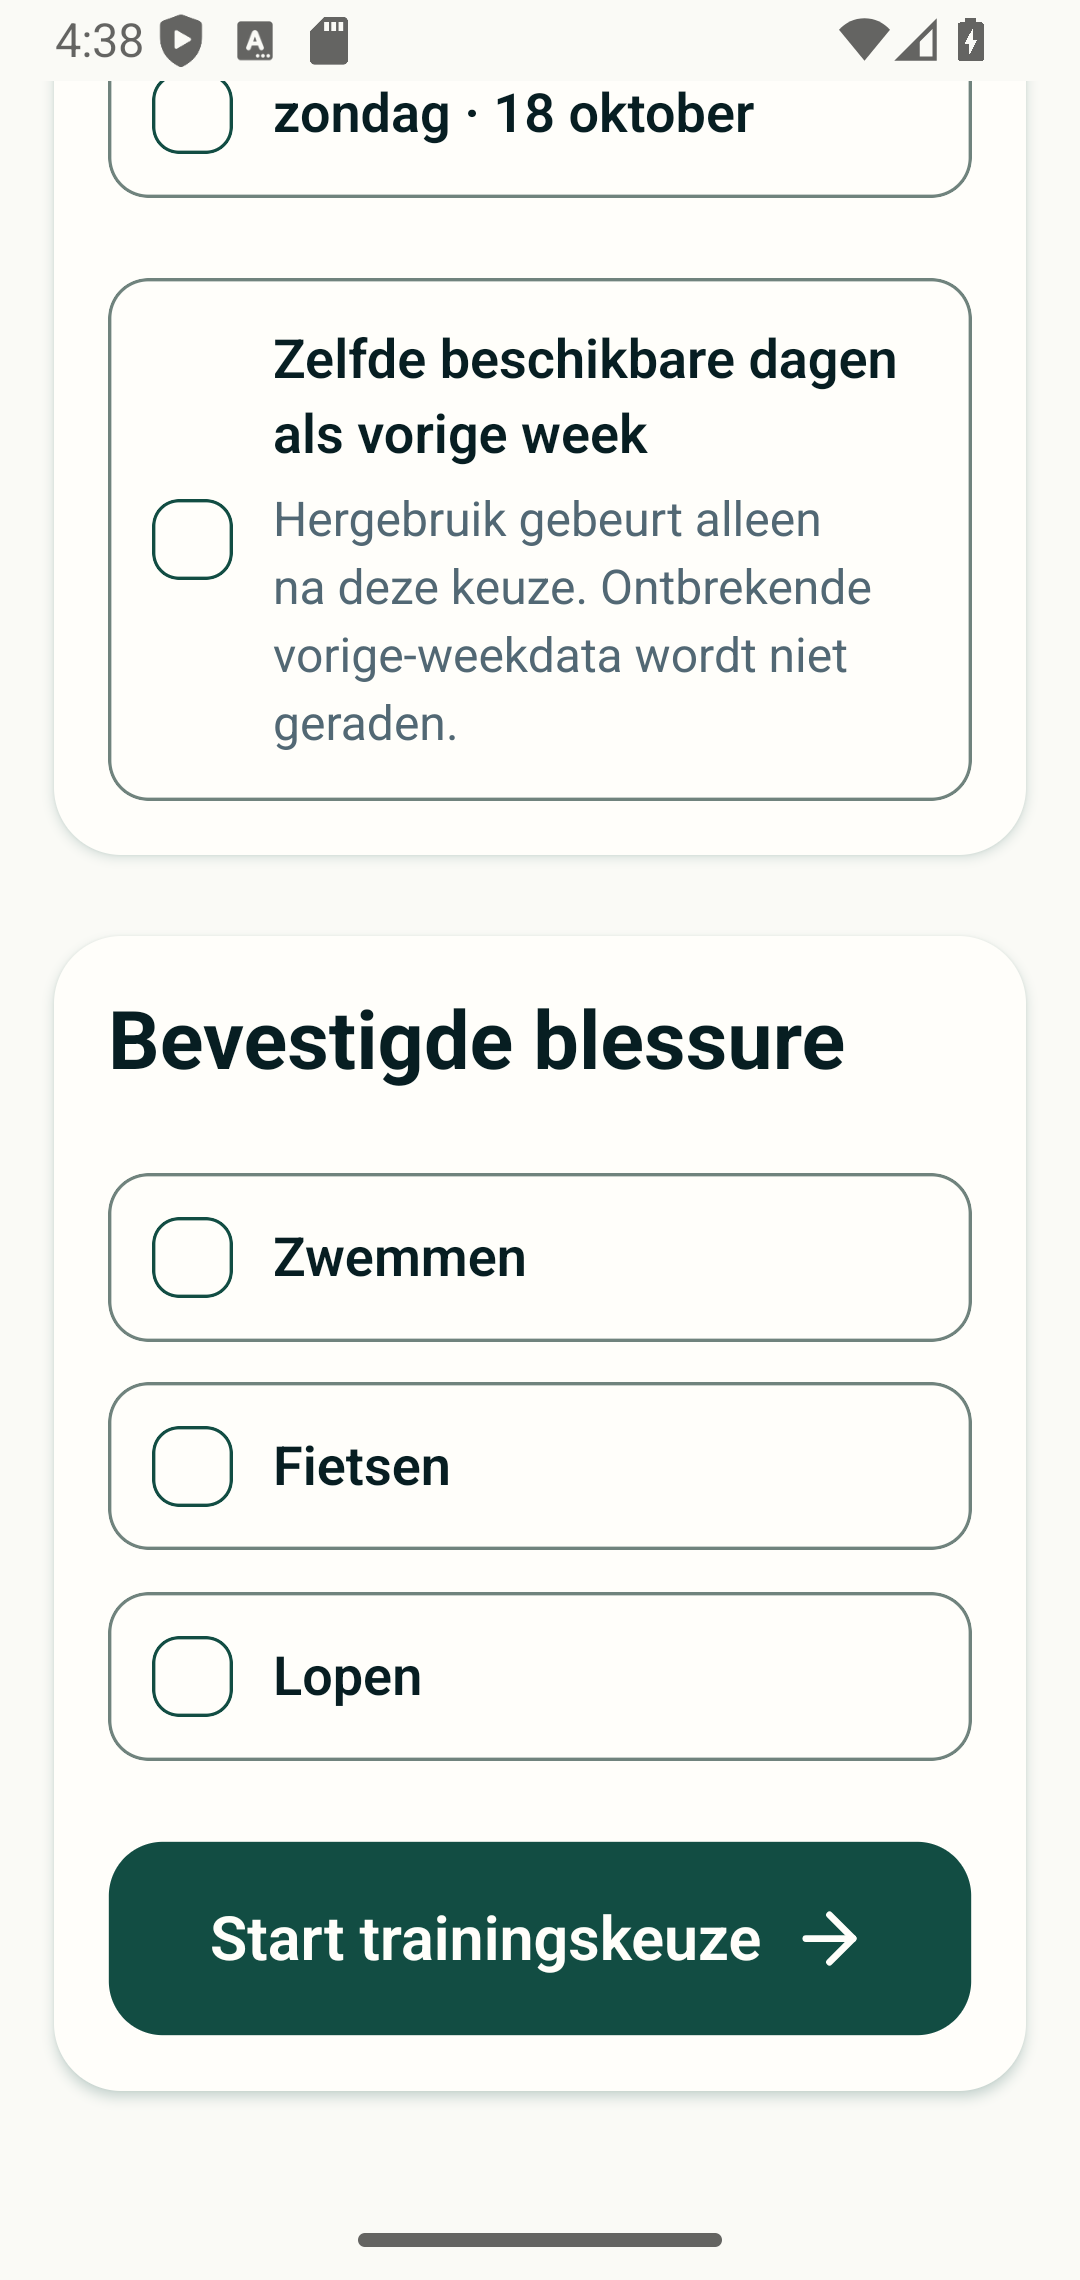 4:38
zondag · 18 oktober
Zelfde beschikbare dagen
als vorige week
Hergebruik gebeurt alleen
na deze keuze. Ontbrekende
vorige-weekdata wordt niet
geraden.
Bevestigde blessure
Zwemmen
Fietsen
Lopen
Start trainingskeuze